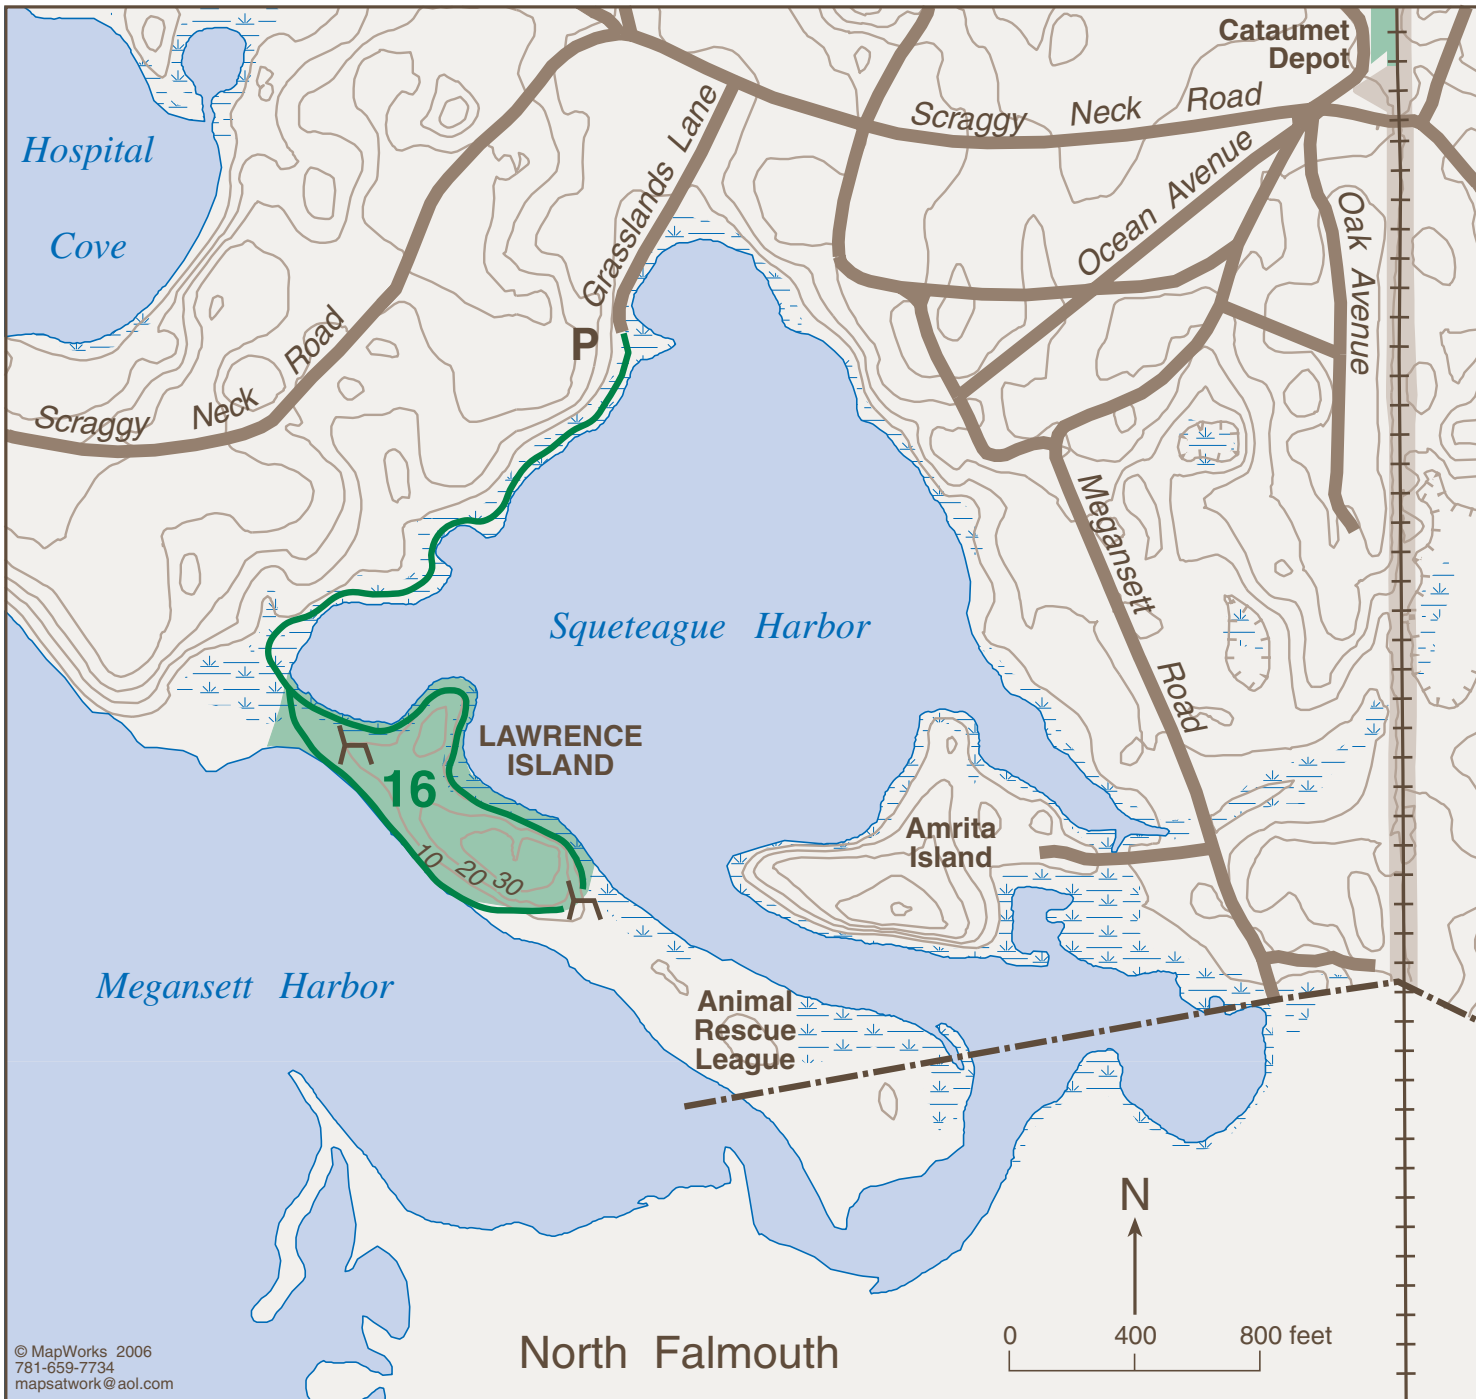 Cataumet
Depot
Scraggy Neck Road
Hospital
Cove
Grasslands Lane
Ocean Avenue
Oak Avenue
P
Scraggy Neck Road
Megansett Road
Squeteague Harbor
LAWRENCE
ISLAND
16
10 20 30
Amrita
Island
Megansett Harbor
Animal
Rescue
League
N
0 400 800 feet
North Falmouth
© MapWorks 2006
781-659-7734
mapsatwork@aol.com